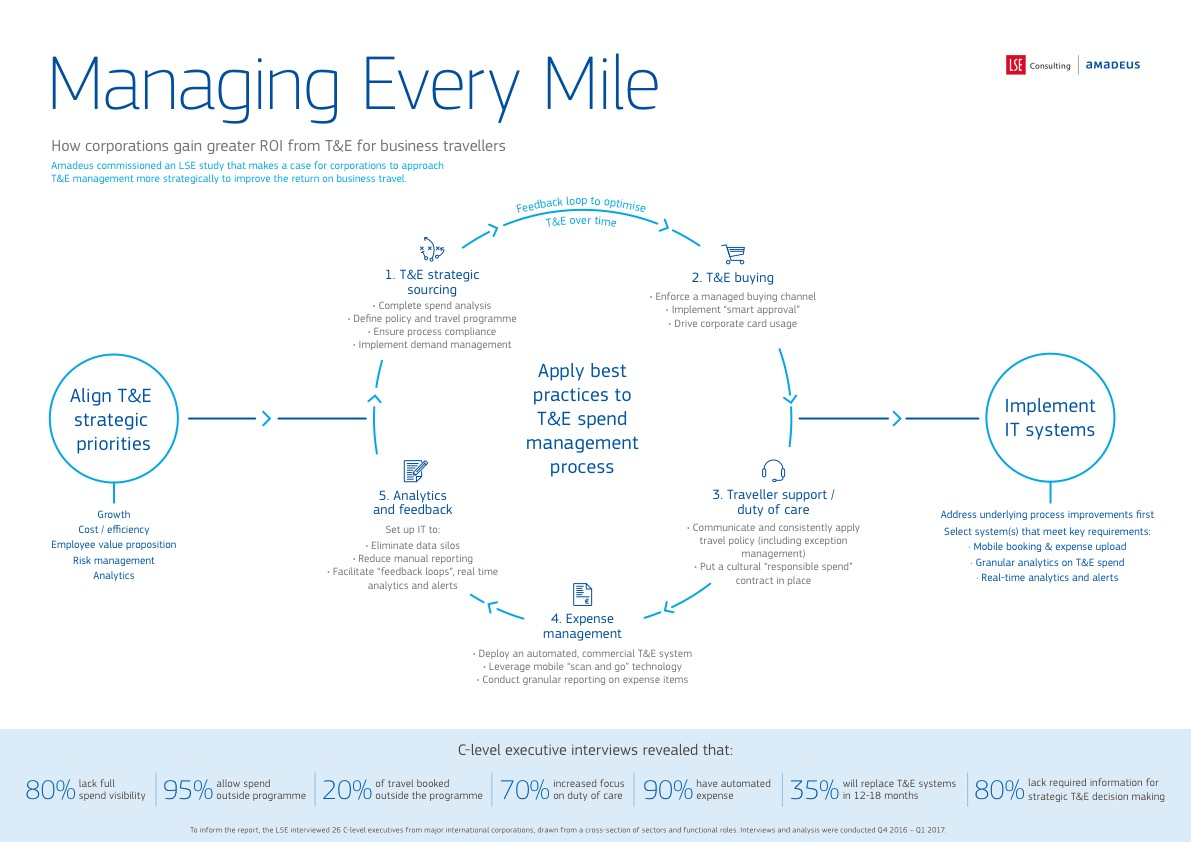 Managing Every Mile
LSE Consulting amadeus
How corporations gain greater ROI from T&E for business travellers
Amadeus commissioned an LSE study that makes a case for corporations to approach
T&E management more strategically to improve the return on business travel.
Feedback loop to optimise
T&E over time
1. T&E strategic
sourcing
· Complete spend analysis
· Define policy and travel programme
· Ensure process compliance
· Implement demand management
2. T&E buying
· Enforce a managed buying channel
· Implement “smart approval”
· Drive corporate card usage
Align T&E
strategic
priorities
Growth
Cost / efficiency
Employee value proposition
Risk management
Analytics
Apply best
practices to
T&E spend
management
process
Implement
IT systems
Address underlying process improvements first
Select system(s) that meet key requirements:
· Mobile booking & expense upload
· Granular analytics on T&E spend
· Real-time analytics and alerts
3. Traveller support /
duty of care
· Communicate and consistently apply
travel policy (including exception
management)
· Put a cultural “responsible spend”
contract in place
4. Expense
management
· Deploy an automated, commercial T&E system
· Leverage mobile “scan and go” technology
· Conduct granular reporting on expense items
5. Analytics
and feedback
Set up IT to:
· Eliminate data silos
· Reduce manual reporting
· Facilitate “feedback loops”, real time
analytics and alerts
C-level executive interviews revealed that:
80% lack full
spend visibility
95% allow spend
outside programme
20% of travel booked
outside the programme
70% increased focus
on duty of care
90% have automated
expense
35% will replace T&E systems
in 12-18 months
80% lack required information for
strategic T&E decision making
To inform the report, the LSE interviewed 26 C-level executives from major international corporations, drawn from a cross-section of sectors and functional roles. Interviews and analysis were conducted Q4 2016 – Q1 2017.